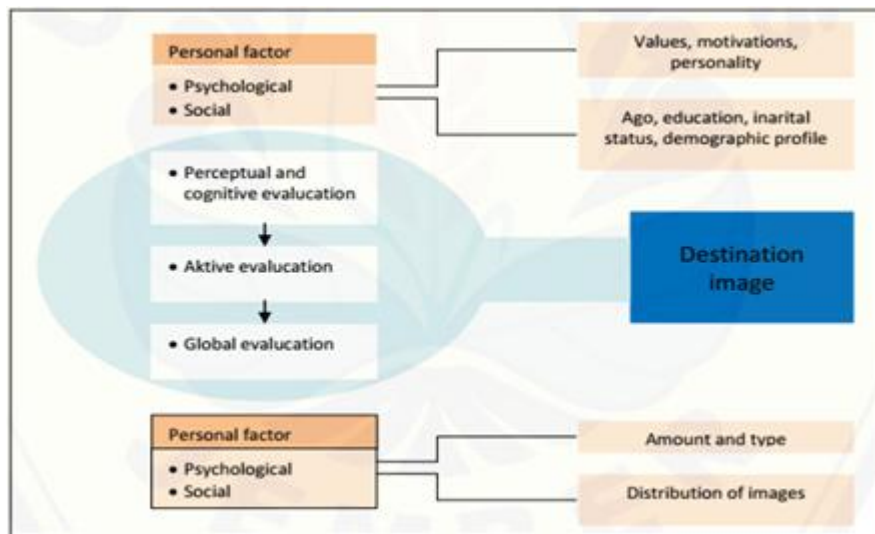 Personal factor
• Psychological
• Social
Values, motivations,
personality
Ago, education, inarital
status, demographic profile
• Perceptual and
cognitive evalucation
• Aktive evalucation
• Global evalucation
Destination
image
Personal factor
• Psychological
• Social
Amount and type
Distribution of images